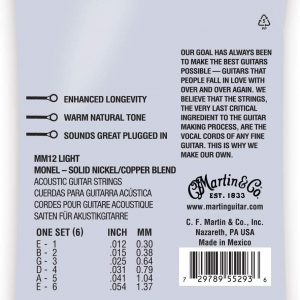 PP
OUR GOAL HAS ALWAYS BEEN
TO MAKE THE BEST GUITARS
POSSIBLE — GUITARS THAT
PEOPLE FALL IN LOVE WITH
OVER AND OVER AGAIN. WE
BELIEVE THAT THE STRINGS,
THE VERY LAST CRITICAL
INGREDIENT TO THE GUITAR
MAKING PROCESS, ARE THE
VOCAL CORDS OF ANY FINE
GUITAR. THIS IS WHY WE
MAKE OUR OWN.
ENHANCED LONGEVITY
WARM NATURAL TONE
SOUNDS GREAT PLUGGED IN
MM12 LIGHT
MONEL – SOLID NICKEL/COPPER BLEND
ACOUSTIC GUITAR STRINGS
CUERDAS PARA GUITARRA ACÚSTICA
CORDES POUR GUITARE ACOUSTIQUE
SAITEN FÜR AKUSTIKGITARRE
ONE SET (6) INCH MM
E - 1 .012 0.30
B - 2 .015 0.38
G - 3 .025 0.64
D - 4 .031 0.79
A - 5 .041 1.04
E - 6 .054 1.37
Martin & Co
EST. 1833
C. F. Martin & Co., Inc.
Nazareth, PA USA
Made in Mexico
www.martinguitar.com
7 29789 55293 6